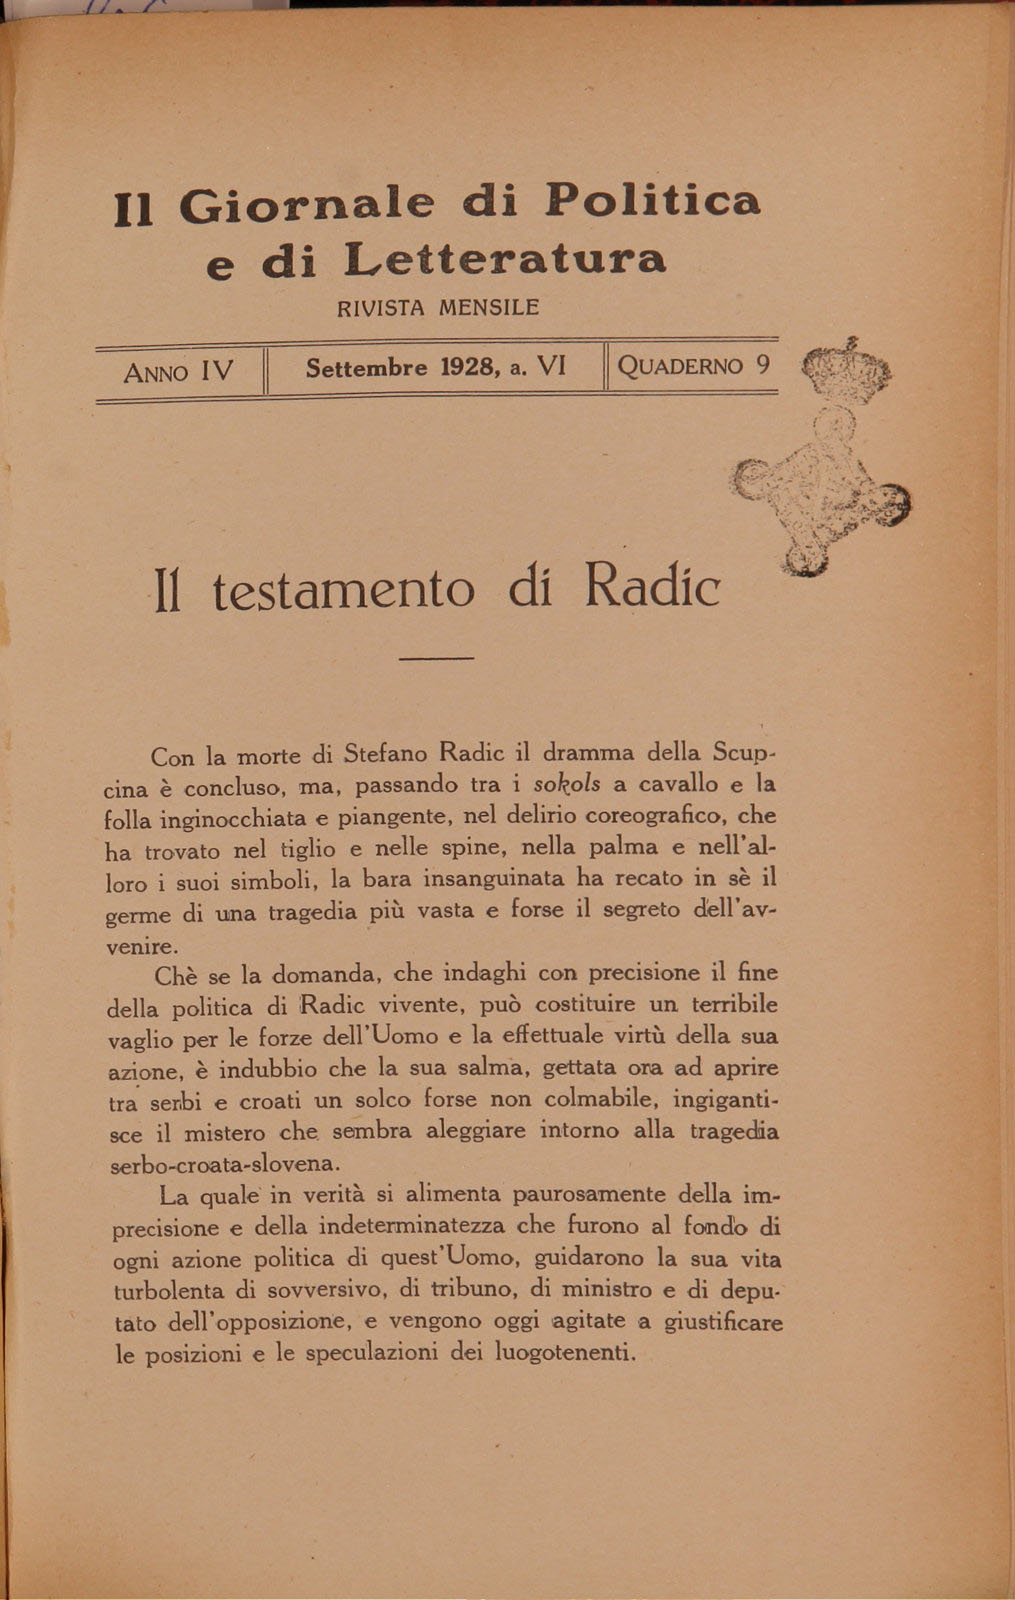 Il Giornale di Politica
e di Letteratura
RIVISTA MENSILE
ANNO IV
Settembre 1928, a. VI
QUADERNO 9
Il testamento di Radic
Con la morte di Stefano Radic il dramma della Scup-
cina è concluso, ma, passando tra i sokols a cavallo e la
folla inginocchiata e piangente, nel delirio coreografico, che
ha trovato nel tiglio e nelle spine, nella palma e nell'al-
loro i suoi simboli, la bara insanguinata ha recato in sè il
germe di una tragedia più vasta e forse il segreto dell'av-
venire.
Chè se la domanda, che indaghi con precisione il fine
della politica di Radic vivente, può costituire un terribile
vaglio per le forze dell'Uomo e la effettuale virtù della sua
azione, è indubbio che la sua salma, gettata ora ad aprire
tra serbi e croati un solco forse non colmabile, ingiganti-
sce il mistero che sembra aleggiare intorno alla tragedia
serbo-croata-slovena.
La quale in verità si alimenta paurosamente della im-
precisione e della indeterminatezza che furono al fondo di
ogni azione politica di quest'Uomo, guidarono la sua vita
turbolenta di sovversivo, di tribuno, di ministro e di depu-
tato dell'opposizione, e vengono oggi agitate a giustificare
le posizioni e le speculazioni dei luogotenenti.